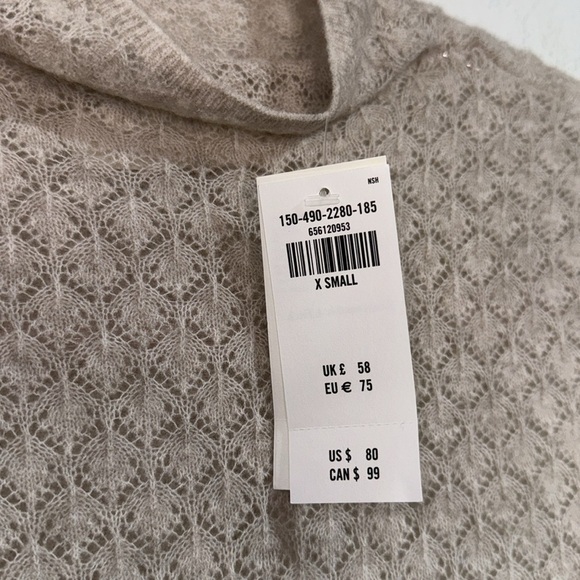 NSH
150-490-2280-185
656120953
X SMALL
UK £ 58
EU € 75
US $ 80
CAN $ 99